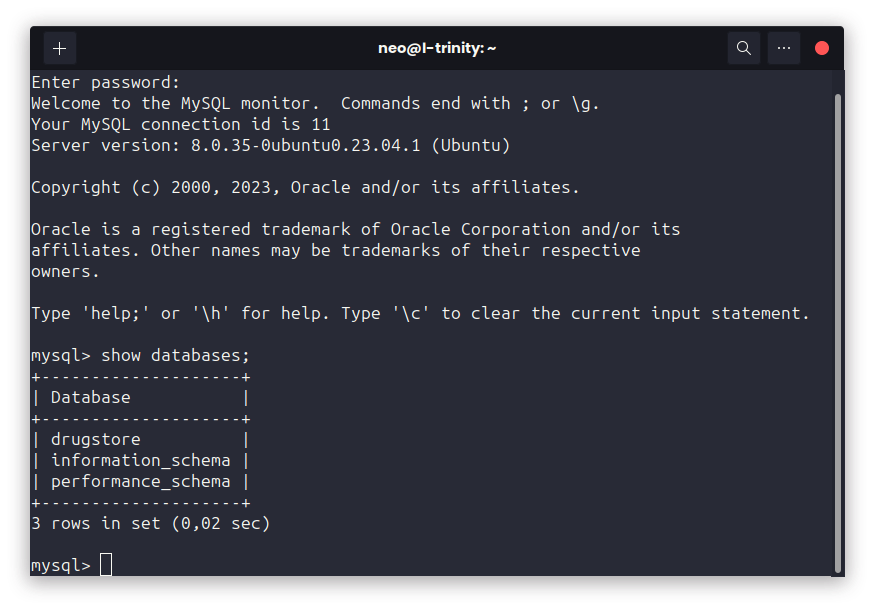 neo@l-trinity: ~
Enter password:
Welcome to the MySQL monitor.  Commands end with ; or \g.
Your MySQL connection id is 11
Server version: 8.0.35-0ubuntu0.23.04.1 (Ubuntu)
Copyright (c) 2000, 2023, Oracle and/or its affiliates.
Oracle is a registered trademark of Oracle Corporation and/or its
affiliates. Other names may be trademarks of their respective
owners.
Type 'help;' or '\h' for help. Type '\c' to clear the current input statement.
mysql> show databases;
+--------------------+
| Database           |
+--------------------+
| drugstore          |
| information_schema |
| performance_schema |
+--------------------+
3 rows in set (0,02 sec)
mysql>